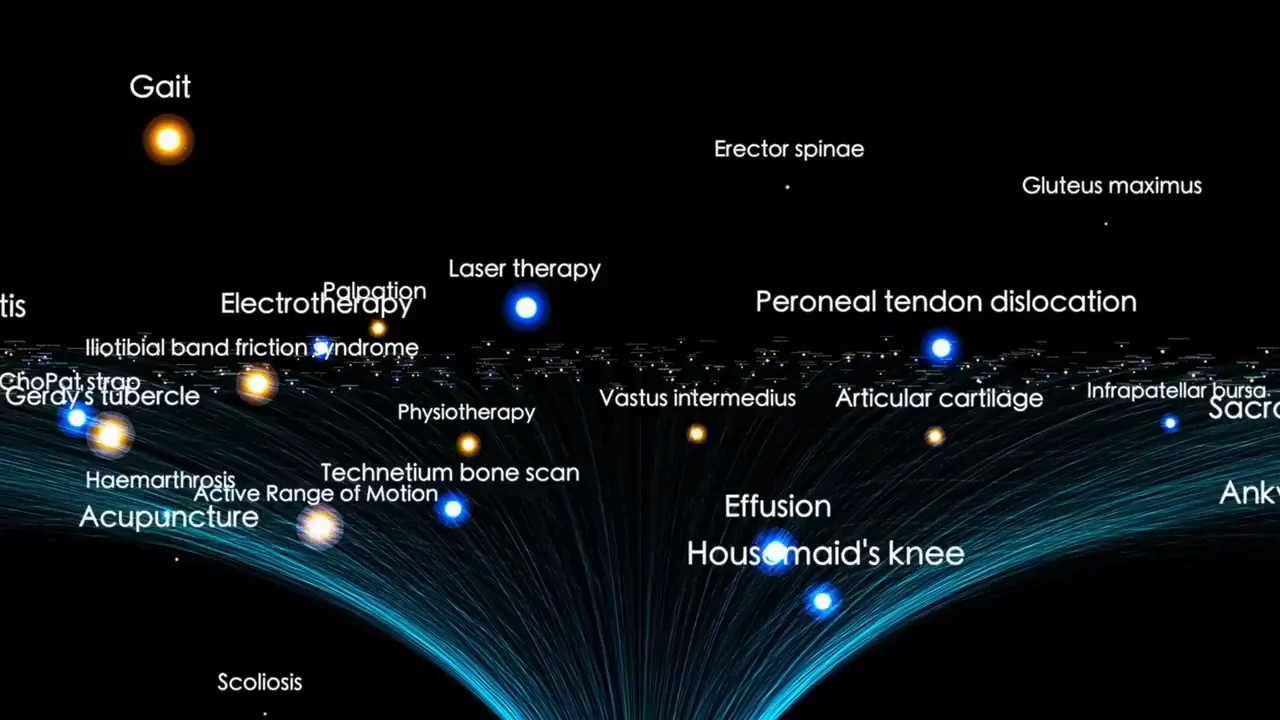 Gait
Erector spinae
Gluteus maximus
Laser therapy
Palpation
Electrotherapy
Peroneal tendon dislocation
tis
Iliotibial band friction syndrome
ChoPat strap
Gerdy's tubercle
Physiotherapy
Vastus intermedius
Articular cartilage
Infrapatellar bursa
Sacro
Haemarthrosis
Technetium bone scan
Active Range of Motion
Acupuncture
Effusion
Anky
Housemaid's knee
Scoliosis